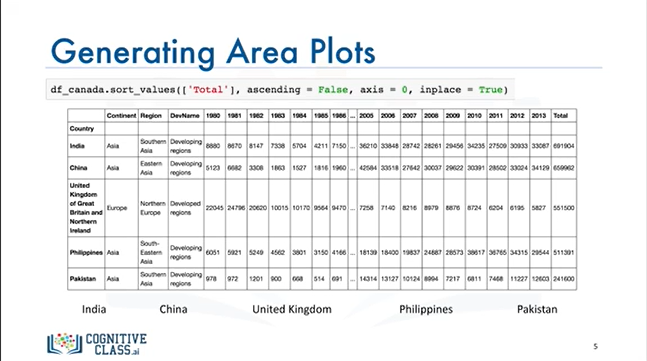 Generating Area Plots
df_canada.sort_values(['Total'], ascending = False, axis = 0, inplace = True)
Continent Region DevName 1980 1981 1982 1983 1984 1985 1986 ... 2005 2006 2007 2008 2009 2010 2011 2012 2013 Total
Country
India Asia Southern Asia Developing regions 8880 8670 8147 7338 5704 4211 7150 ... 36210 33848 28742 28261 29456 34235 27509 30933 33087 691904
China Asia Eastern Asia Developing regions 5123 6682 3308 1863 1527 1816 1960 ... 42584 33518 27642 30037 29622 30391 28502 33024 34129 659962
United Kingdom of Great Britain and Northern Ireland Europe Northern Europe Developed regions 22045 24796 20620 10015 10170 9564 9470 ... 7258 7140 8216 8979 8876 8724 6204 6195 5827 551500
Philippines Asia South-Eastern Asia Developing regions 6051 5921 5249 4562 3801 3150 4166 ... 18139 18400 19837 24887 28573 38617 36765 34315 29544 511391
Pakistan Asia Southern Asia Developing regions 978 972 1201 900 668 514 691 ... 14314 13127 10124 8994 7217 6811 7468 11227 12603 241600
India China United Kingdom Philippines Pakistan
COGNITIVE
CLASS.ai
5